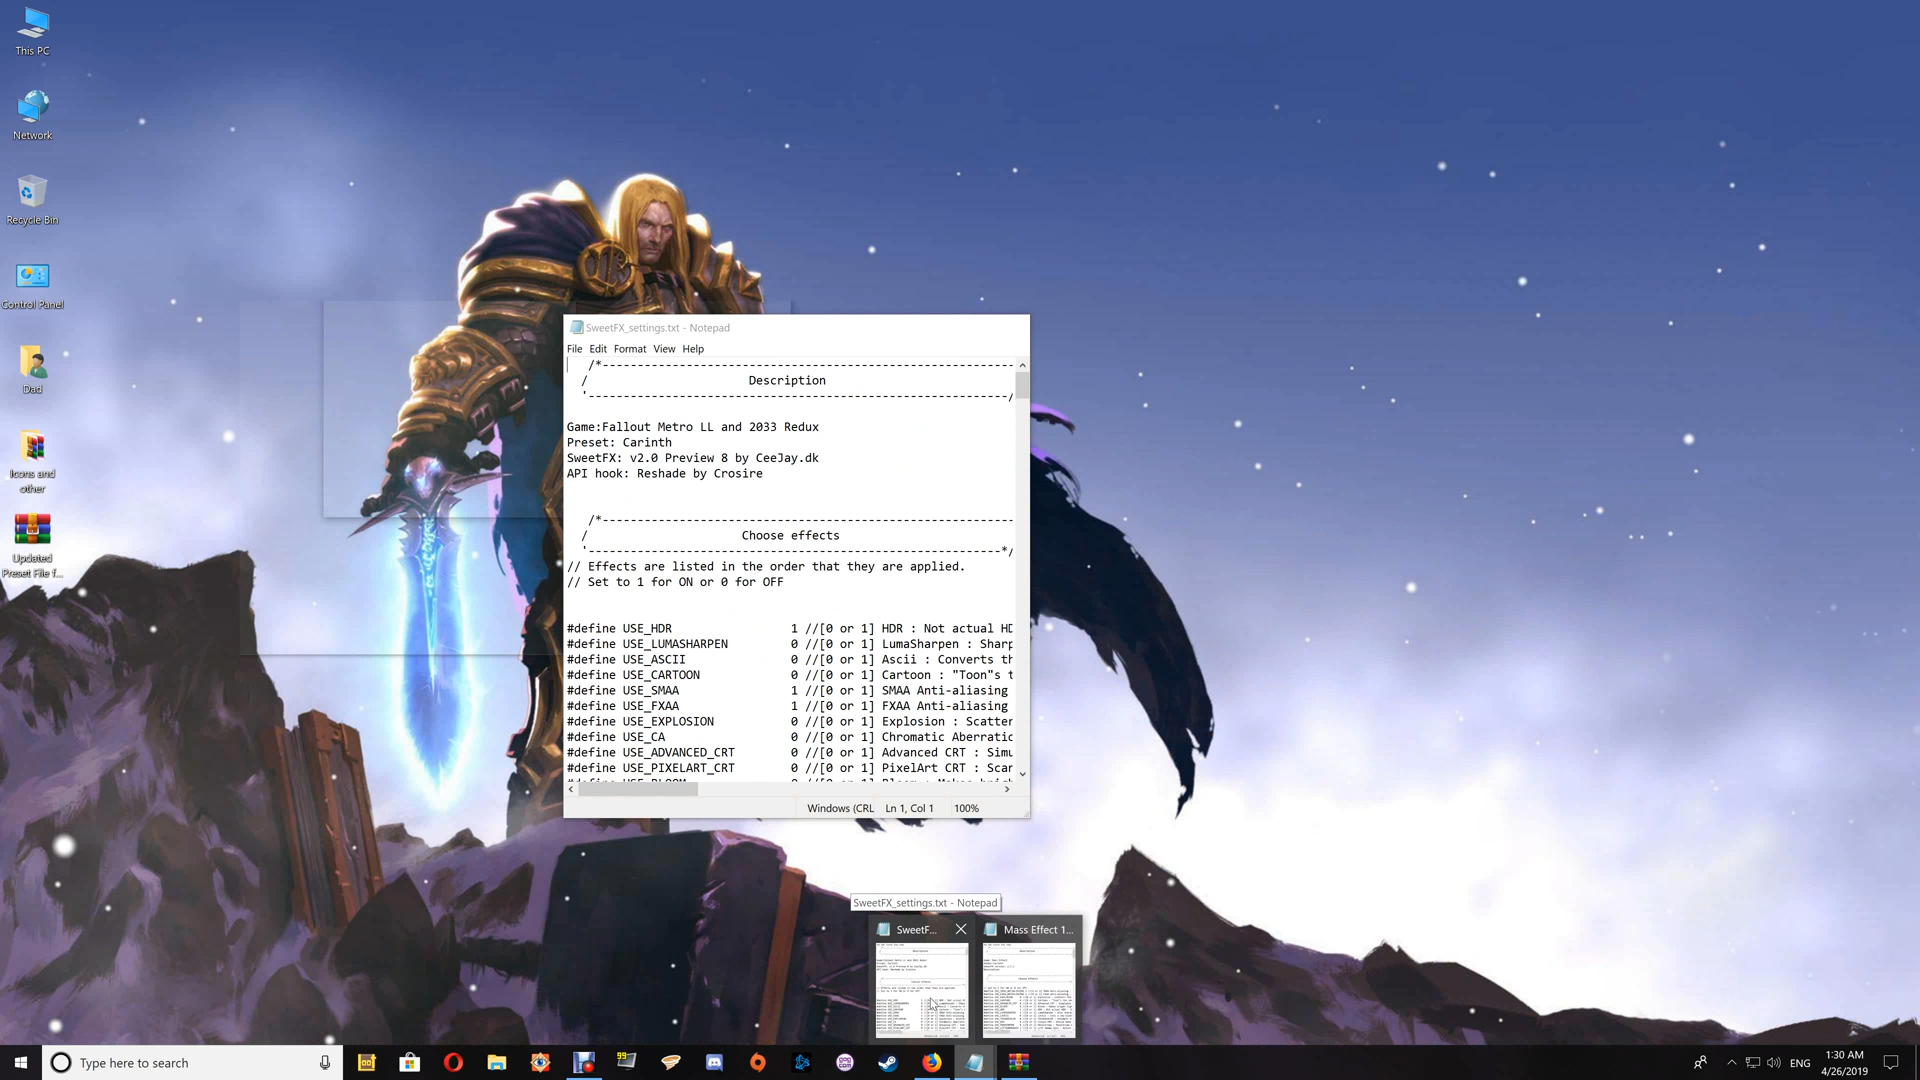 This PC
Network
Recycle Bin
Control Panel
Dad
Icons and
other
Updated
Preset File f...
SweetFX_settings.txt - Notepad
File Edit Format View Help
/*-----------------------------------------------------------
/ Description
'-----------------------------------------------------------/
Game:Fallout Metro LL and 2033 Redux
Preset: Carinth
SweetFX: v2.0 Preview 8 by CeeJay.dk
API hook: Reshade by Crosire
/*-----------------------------------------------------------
/ Choose effects
'-----------------------------------------------------------*/
// Effects are listed in the order that they are applied.
// Set to 1 for ON or 0 for OFF
#define USE_HDR 1 //[0 or 1] HDR : Not actual HD
#define USE_LUMASHARPEN 0 //[0 or 1] LumaSharpen : Sharp
#define USE_ASCII 0 //[0 or 1] Ascii : Converts th
#define USE_CARTOON 0 //[0 or 1] Cartoon : "Toon"s t
#define USE_SMAA 1 //[0 or 1] SMAA Anti-aliasing
#define USE_FXAA 1 //[0 or 1] FXAA Anti-aliasing
#define USE_EXPLOSION 0 //[0 or 1] Explosion : Scatter
#define USE_CA 0 //[0 or 1] Chromatic Aberratic
#define USE_ADVANCED_CRT 0 //[0 or 1] Advanced CRT : Simu
#define USE_PIXELART_CRT 0 //[0 or 1] PixelArt CRT : Scar
Windows (CRL Ln 1, Col 1 100%
SweetFX_settings.txt - Notepad
SweetF... Mass Effect 1...
Type here to search
99
ENG
1:30 AM
4/26/2019